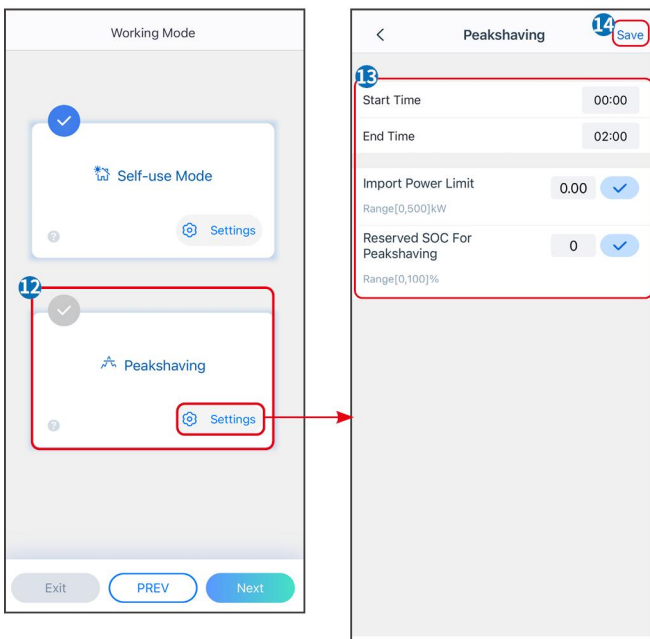 Working Mode
Self-use Mode
?
Settings
12
Peakshaving
?
Settings
Exit
PREV
Next
Peakshaving
14
Save
13
Start Time
00:00
End Time
02:00
Import Power Limit
0.00
Range[0,500]kW
Reserved SOC For
Peakshaving
0
Range[0,100]%